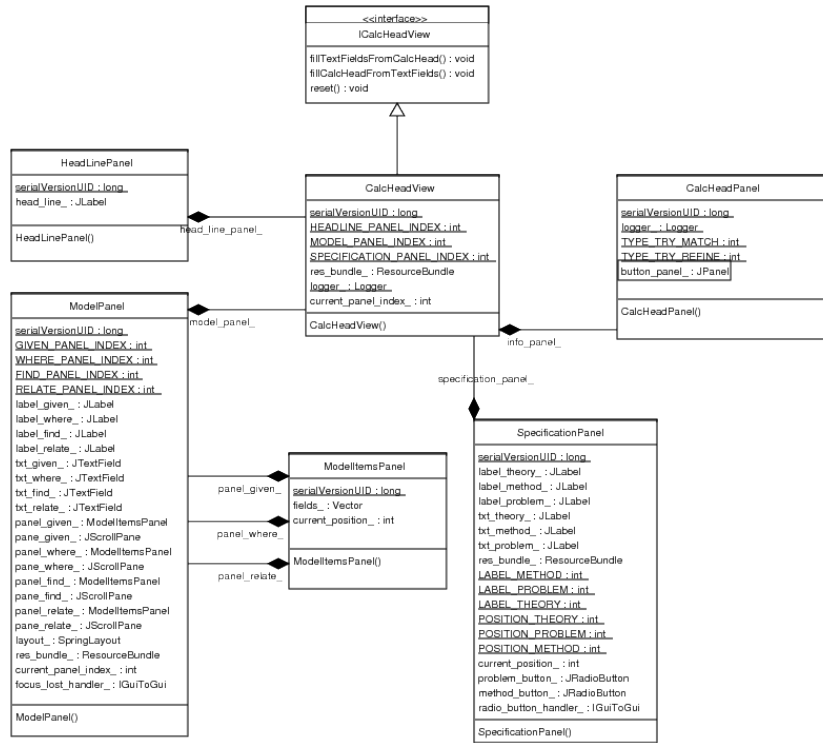 <<interface>>
ICalcHeadView
fillTextFieldsFromCalcHead() : void
fillCalcHeadFromTextFields() : void
reset() : void
HeadLinePanel
serialVersionUID : long
head_line_ : JLabel
HeadLinePanel()
head_line_panel_
CalcHeadView
serialVersionUID : long
HEADLINE_PANEL_INDEX : int
MODEL_PANEL_INDEX : int
SPECIFICATION_PANEL_INDEX : int
res_bundle_ : ResourceBundle
logger_ : Logger
current_panel_index_ : int
CalcHeadView()
CalcHeadPanel
serialVersionUID : long
logger_ : Logger
TYPE_TRY_MATCH : int
TYPE_TRY_REFINE : int
button_panel_ : JPanel
CalcHeadPanel()
model_panel_
info_panel_
specification_panel_
ModelPanel
serialVersionUID : long
GIVEN_PANEL_INDEX : int
WHERE_PANEL_INDEX : int
FIND_PANEL_INDEX : int
RELATE_PANEL_INDEX : int
label_given_ : JLabel
label_where_ : JLabel
label_find_ : JLabel
label_relate_ : JLabel
txt_given_ : JTextField
txt_where_ : JTextField
txt_find_ : JTextField
txt_relate_ : JTextField
panel_given_ : ModelItemsPanel
pane_given_ : JScrollPane
panel_where_ : ModelItemsPanel
pane_where_ : JScrollPane
panel_find_ : ModelItemsPanel
pane_find_ : JScrollPane
panel_relate_ : ModelItemsPanel
pane_relate_ : JScrollPane
layout_ : SpringLayout
res_bundle_ : ResourceBundle
current_panel_index_ : int
focus_lost_handler_ : IGuiToGui
ModelPanel()
panel_given_
panel_where_
panel_relate_
ModelItemsPanel
serialVersionUID : long
fields_ : Vector
current_position_ : int
ModelItemsPanel()
SpecificationPanel
serialVersionUID : long
label_theory_ : JLabel
label_method_ : JLabel
label_problem_ : JLabel
txt_theory_ : JLabel
txt_method_ : JLabel
txt_problem_ : JLabel
res_bundle_ : ResourceBundle
LABEL_METHOD : int
LABEL_PROBLEM : int
LABEL_THEORY : int
POSITION_THEORY : int
POSITION_PROBLEM : int
POSITION_METHOD : int
current_position_ : int
problem_button_ : JRadioButton
method_button_ : JRadioButton
radio_button_handler_ : IGuiToGui
SpecificationPanel()